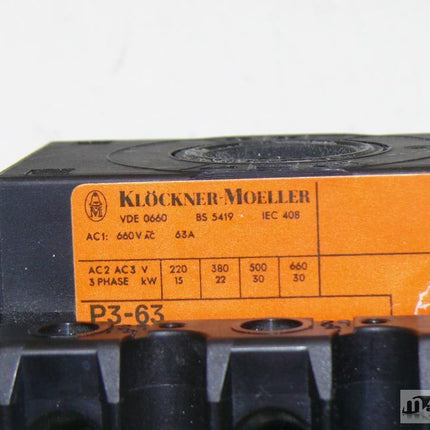 KLÖCKNER-MOELLER
VDE 0660 BS 5419 IEC 408
AC1: 660V AC 63A
AC2 AC3 V 220 380 500 660
3 PHASE kW 15 22 30 30
P3-63